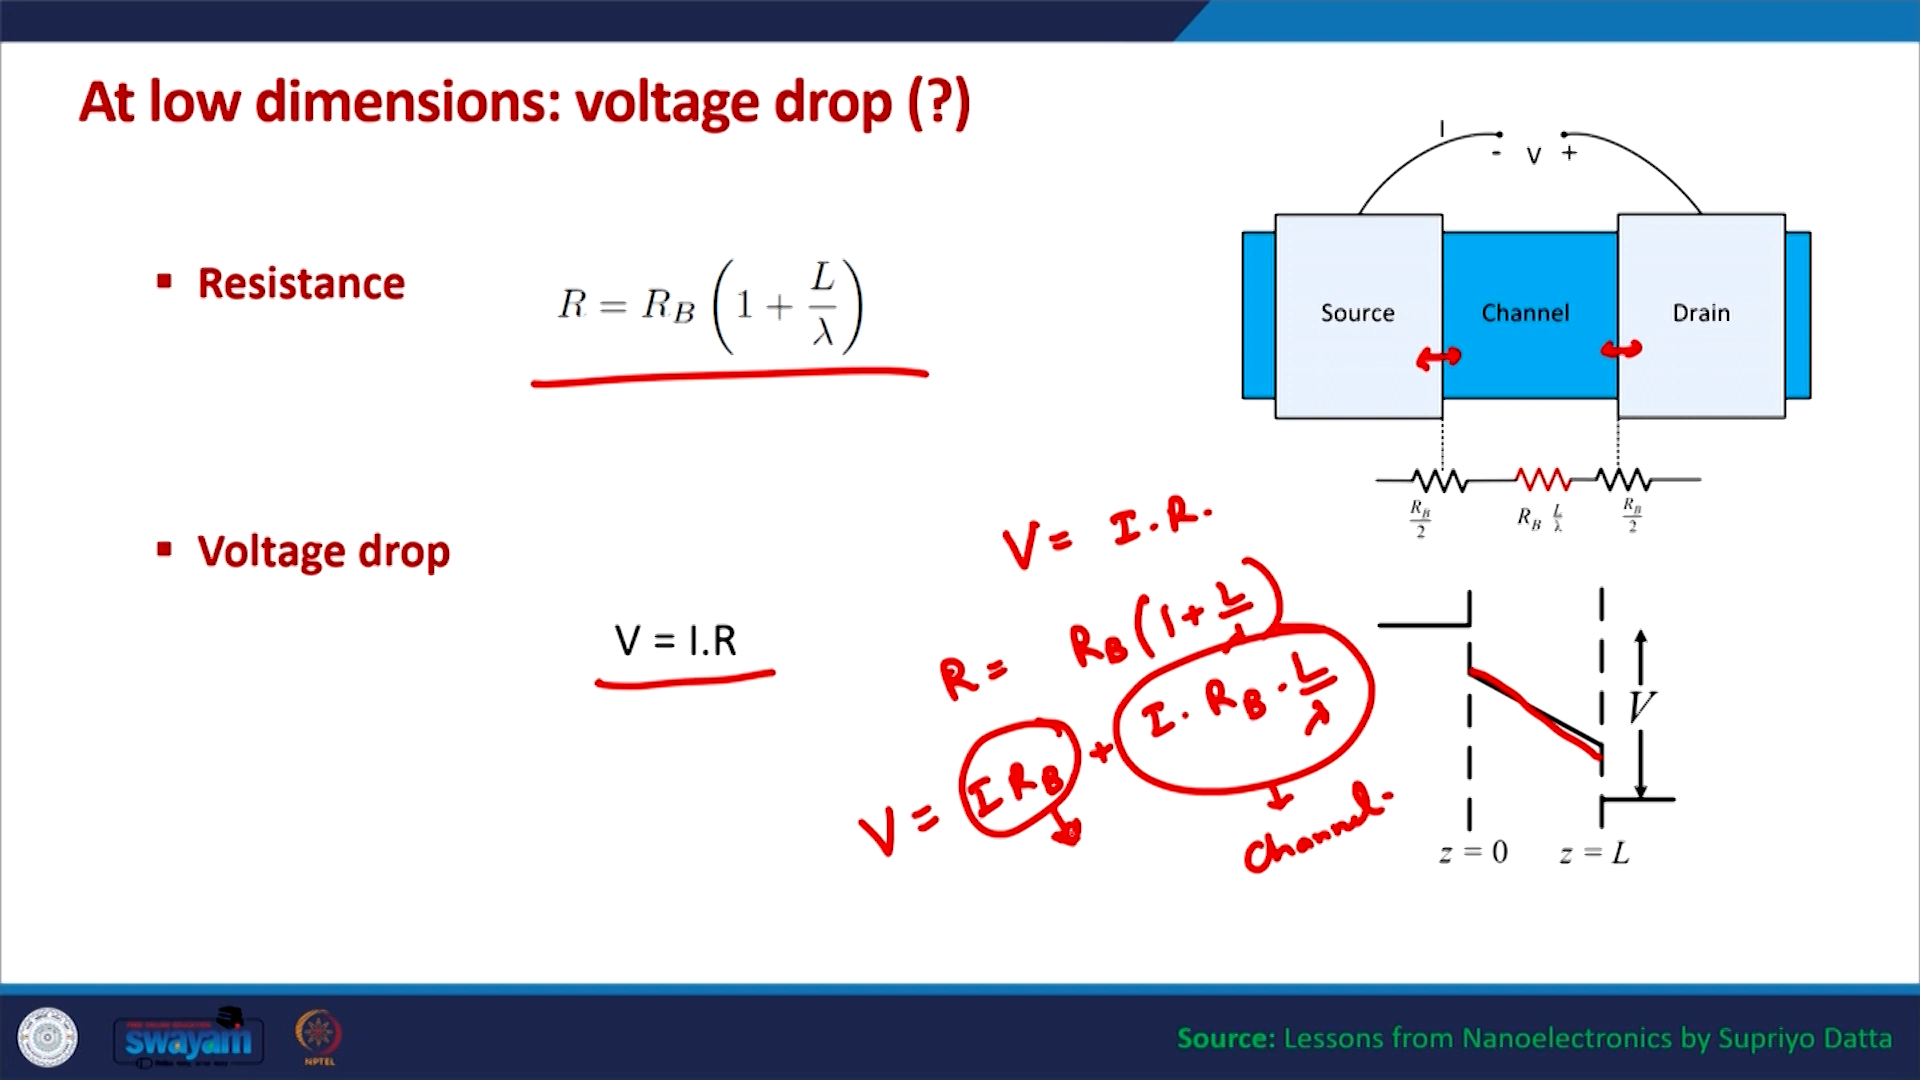 At low dimensions: voltage drop (?)
▪ Resistance
R = R_B (1 + L/λ)
▪ Voltage drop
V = I.R
I
- V +
Source
Channel
Drain
R_B/2
R_B L/λ
R_B/2
V = I.R.
R = R_B (1 + L/λ)
V = I R_B + I. R_B . L/λ
Channel.
V
z = 0
z = L
swayam
NPTEL
Source: Lessons from Nanoelectronics by Supriyo Datta